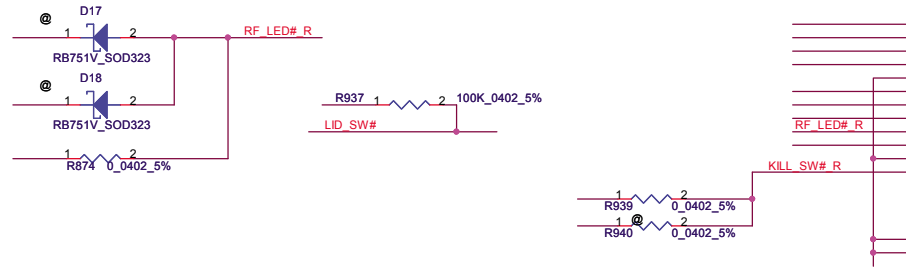 D17
@
1 2
RB751V_SOD323
RF_LED#_R
D18
@
1 2
RB751V_SOD323
1 2
R874 0_0402_5%
R937 1 2 100K_0402_5%
LID_SW#
RF_LED#_R
KILL_SW#_R
1 2
R939 0_0402_5%
1 @ 2
R940 0_0402_5%